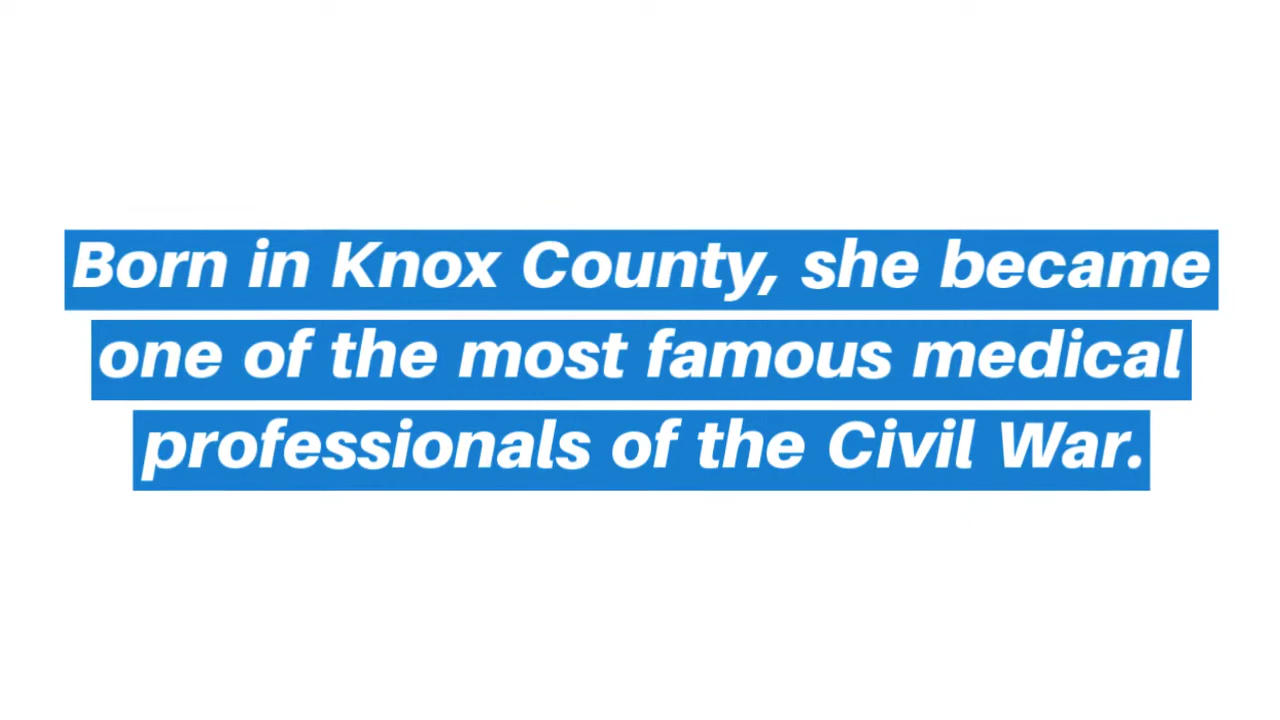 Born in Knox County, she became
one of the most famous medical
professionals of the Civil War.